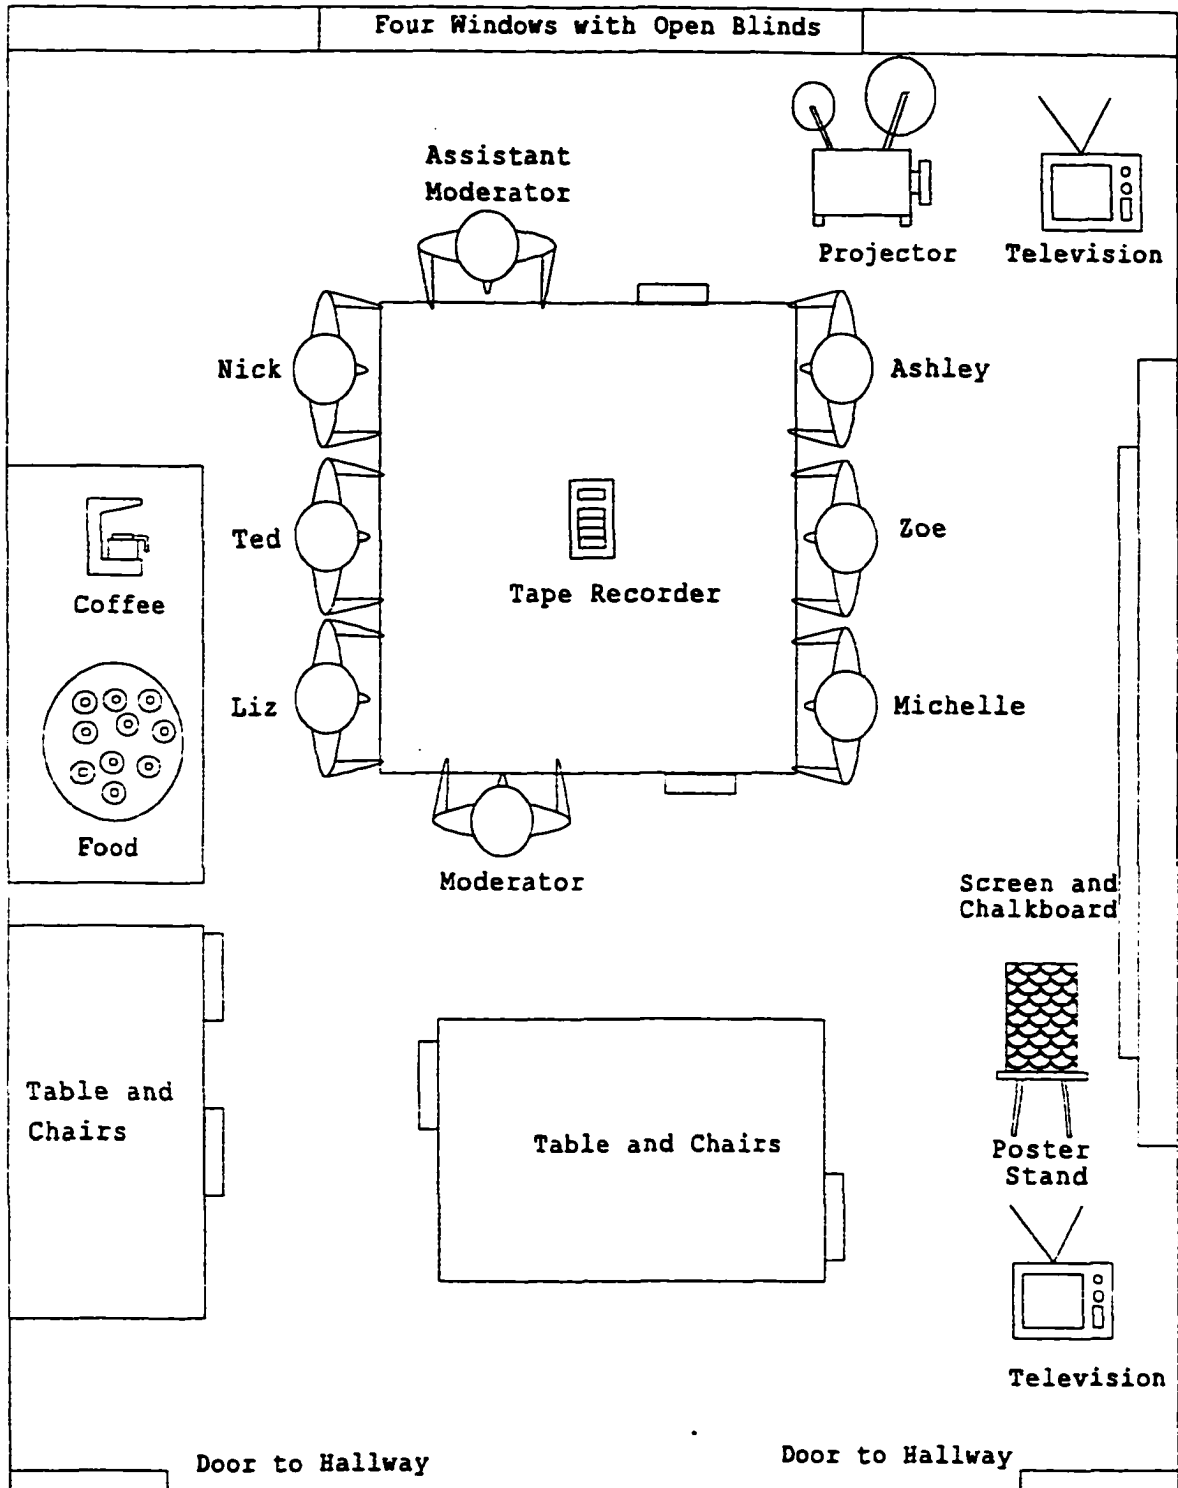 Four Windows with Open Blinds
Assistant
Moderator
Projector
Television
Nick
Ashley
Ted
Zoe
Coffee
Tape Recorder
Liz
Michelle
Food
Moderator
Screen and
Chalkboard
Table and
Chairs
Table and Chairs
Poster
Stand
Television
Door to Hallway
Door to Hallway